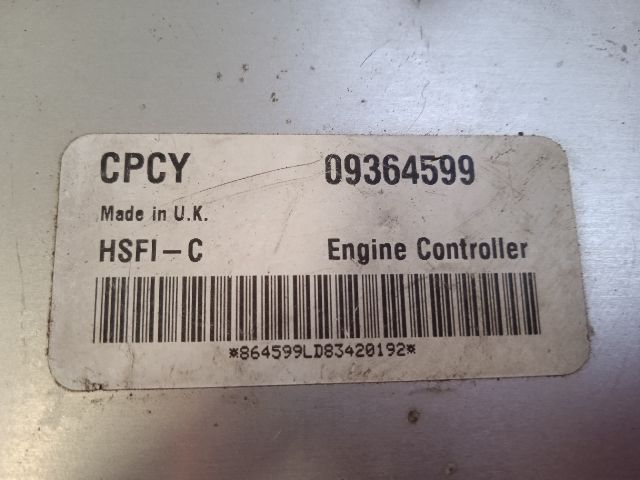 CPCY 09364599
Made in U.K.
HSFI-C Engine Controller
*864599LD83420192*